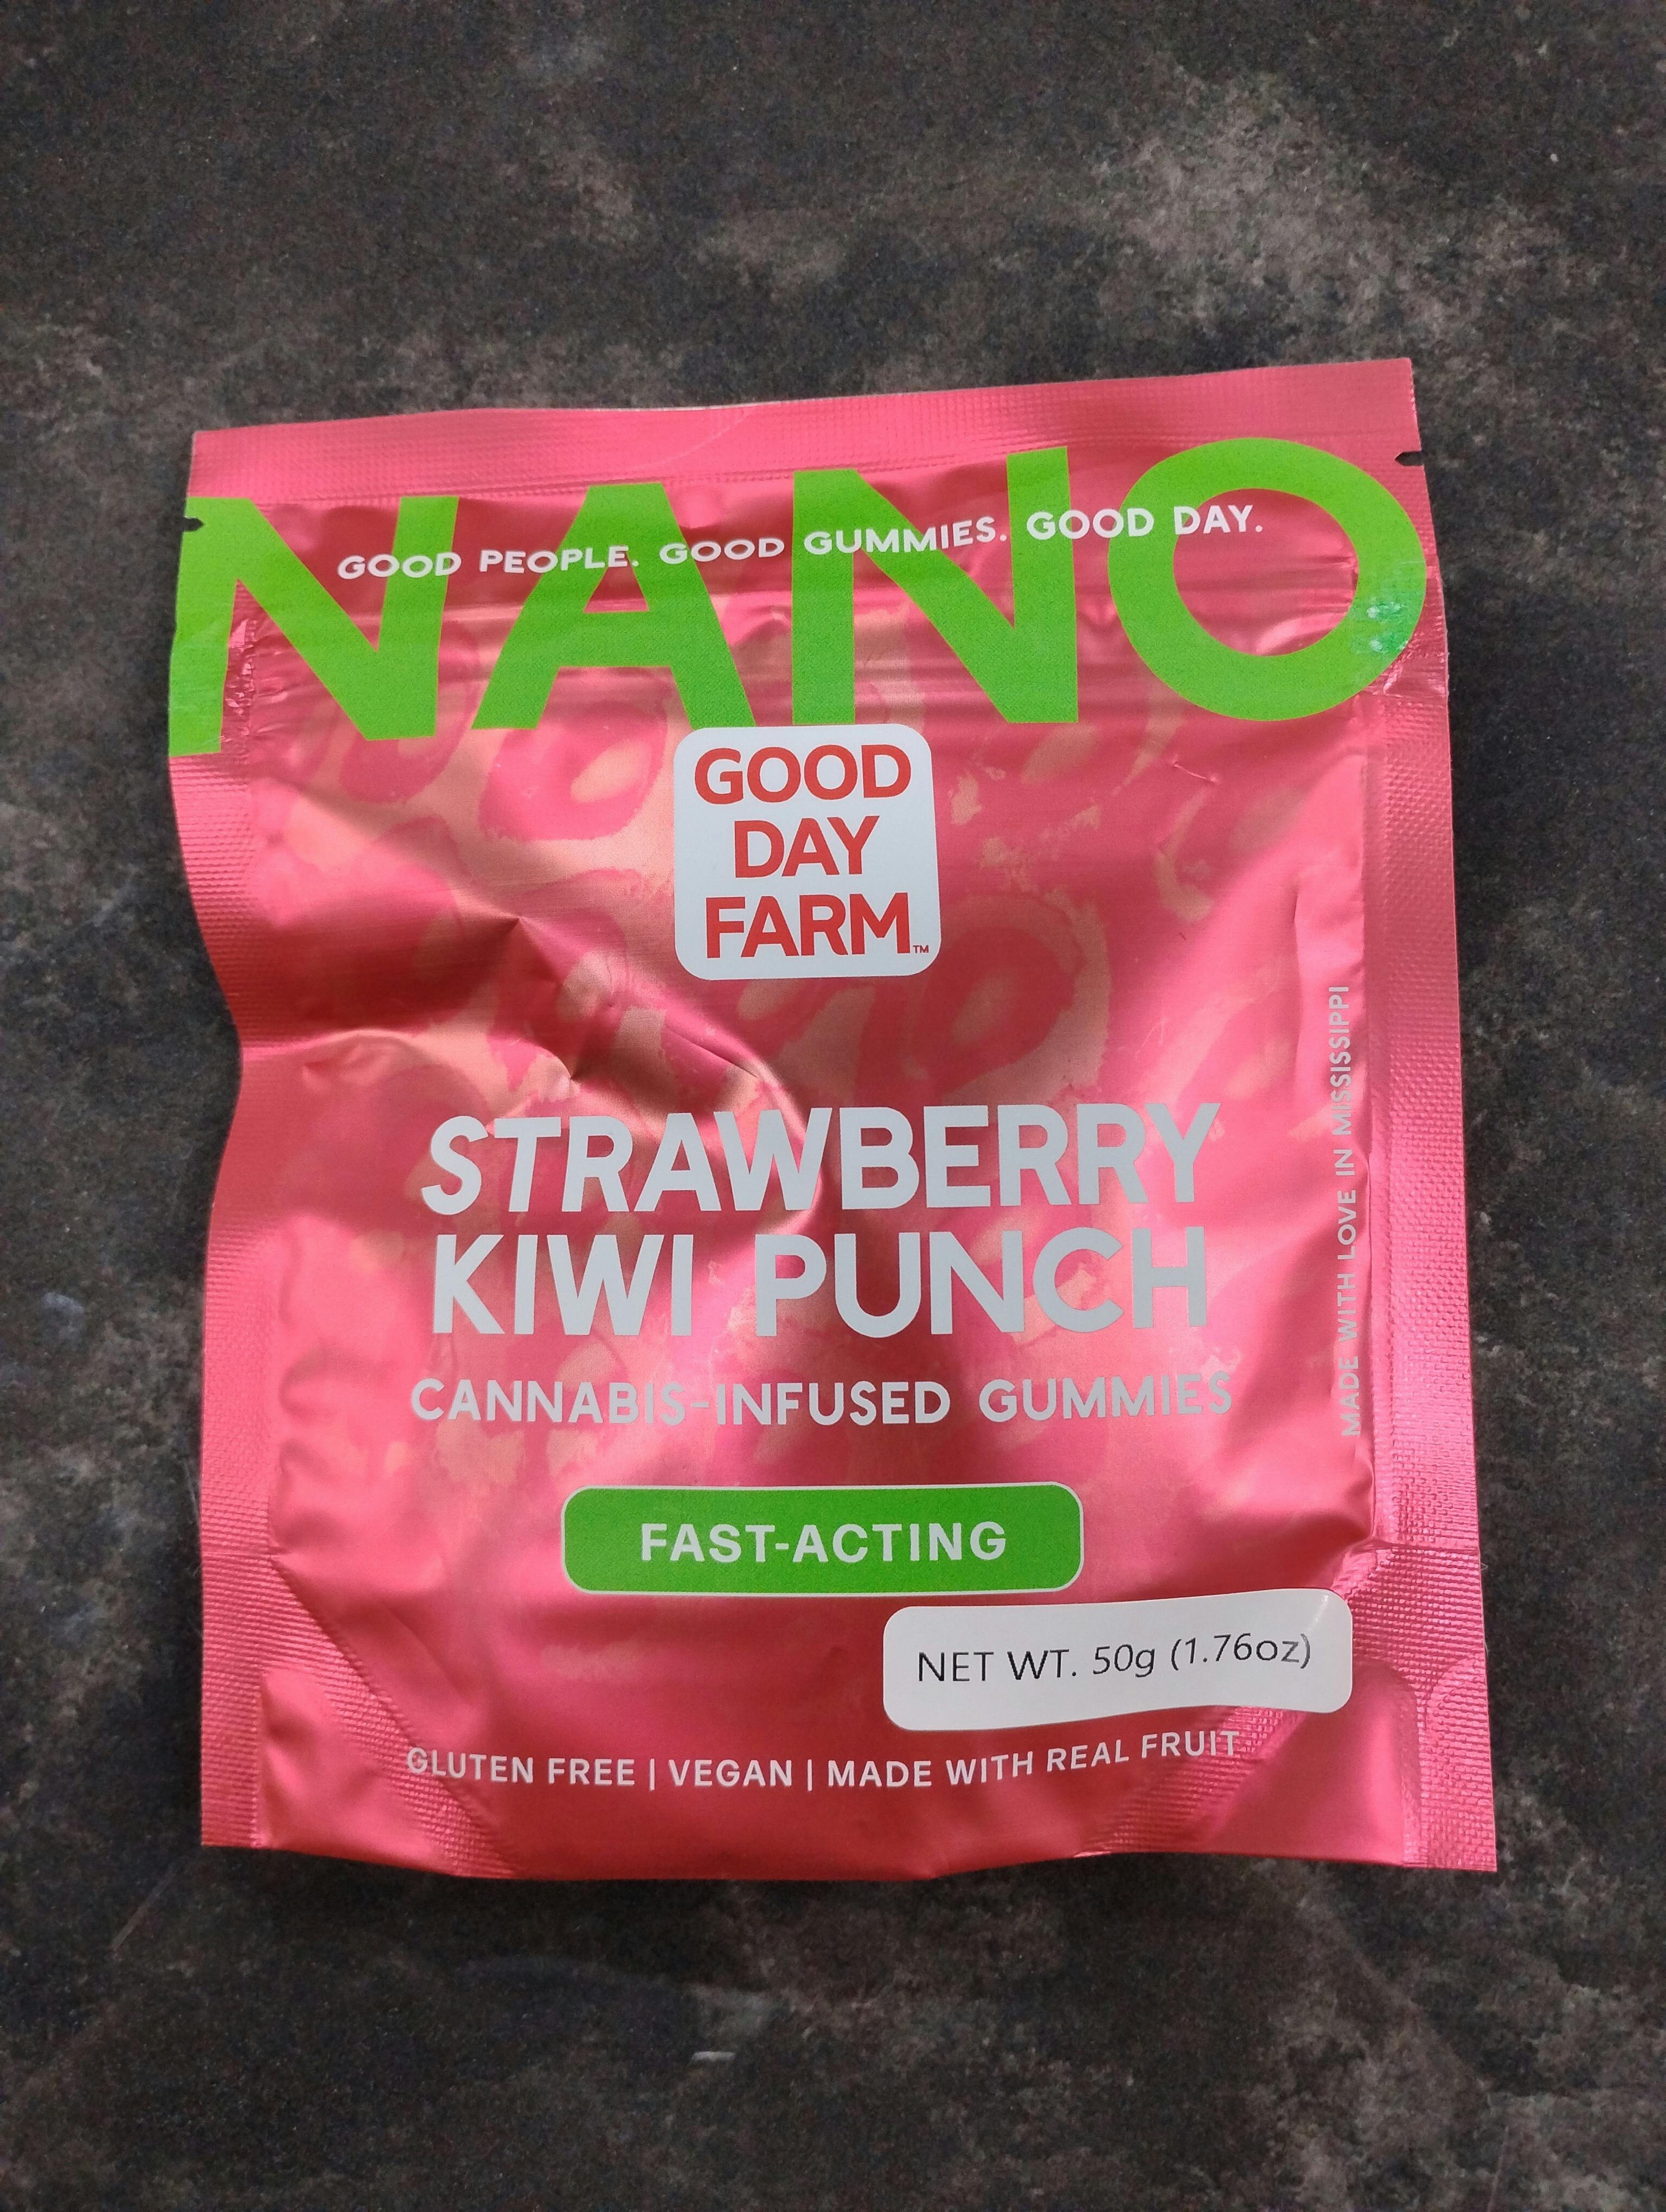 NANO
GOOD PEOPLE. GOOD GUMMIES. GOOD DAY.
GOOD
DAY
FARM™
STRAWBERRY
KIWI PUNCH
CANNABIS-INFUSED GUMMIES
MADE WITH LOVE IN MISSISSIPPI
FAST-ACTING
NET WT. 50g (1.76oz)
GLUTEN FREE | VEGAN | MADE WITH REAL FRUIT